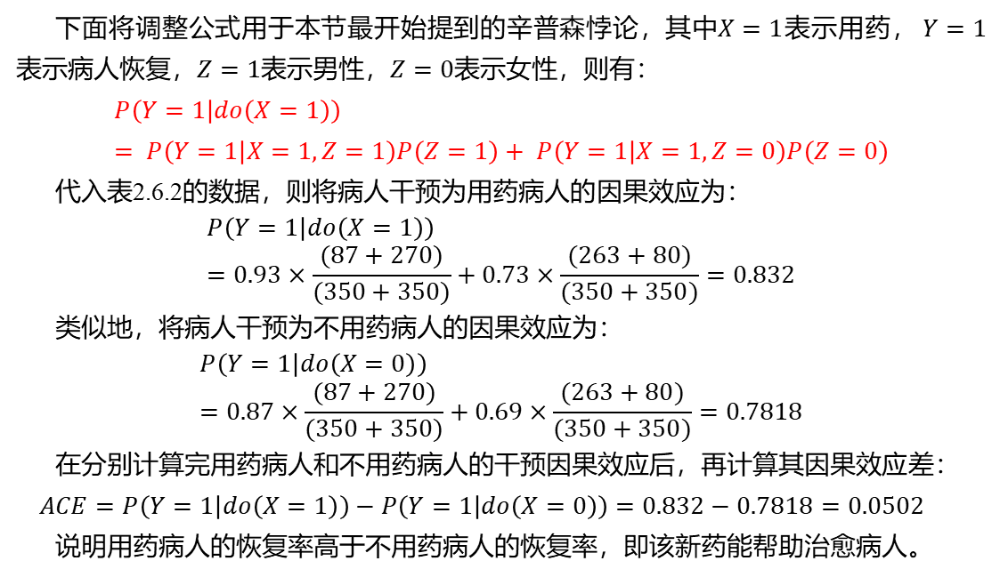 下面将调整公式用于本节最开始提到的辛普森悖论，其中X = 1表示用药， Y = 1
表示病人恢复，Z = 1表示男性，Z = 0表示女性，则有：
P(Y = 1|do(X = 1))
= P(Y = 1|X = 1, Z = 1)P(Z = 1) + P(Y = 1|X = 1, Z = 0)P(Z = 0)
代入表2.6.2的数据，则将病人干预为用药病人的因果效应为：
P(Y = 1|do(X = 1))
= 0.93 × (87 + 270)/(350 + 350) + 0.73 × (263 + 80)/(350 + 350) = 0.832
类似地，将病人干预为不用药病人的因果效应为：
P(Y = 1|do(X = 0))
= 0.87 × (87 + 270)/(350 + 350) + 0.69 × (263 + 80)/(350 + 350) = 0.7818
在分别计算完用药病人和不用药病人的干预因果效应后，再计算其因果效应差：
ACE = P(Y = 1|do(X = 1)) − P(Y = 1|do(X = 0)) = 0.832 − 0.7818 = 0.0502
说明用药病人的恢复率高于不用药病人的恢复率，即该新药能帮助治愈病人。